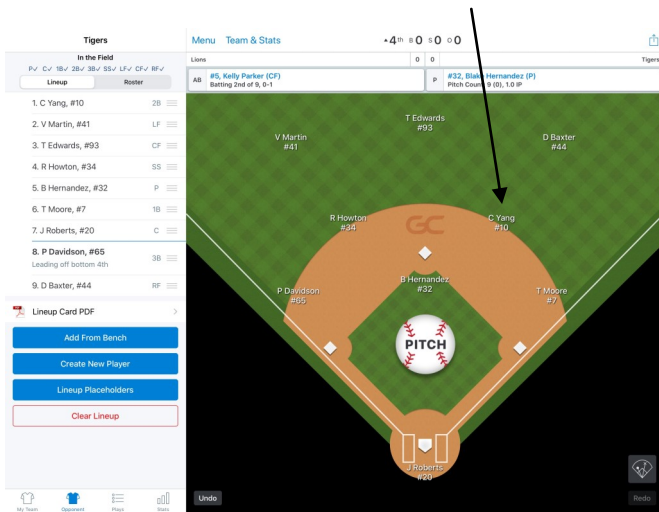 Tigers
In the Field
P✓ C✓ 1B✓ 2B✓ 3B✓ SS✓ LF✓ CF✓ RF✓
Lineup Roster
1. C Yang, #10 2B
2. V Martin, #41 LF
3. T Edwards, #93 CF
4. R Howton, #34 SS
5. B Hernandez, #32 P
6. T Moore, #7 1B
7. J Roberts, #20 C
8. P Davidson, #65 3B
Leading off bottom 4th
9. D Baxter, #44 RF
Lineup Card PDF
Add From Bench
Create New Player
Lineup Placeholders
Clear Lineup
My Team Opponent Plays Stats
Menu Team & Stats ▲4th B 0 S 0 O 0
Lions 0 0 Tigers
AB #5, Kelly Parker (CF)
Batting 2nd of 9, 0-1
P #32, Blake Hernandez (P)
Pitch Count: 9 (0), 1.0 IP
T Edwards
#93
V Martin
#41
D Baxter
#44
R Howton
#34
GC
C Yang
#10
B Hernandez
#32
P Davidson
#65
T Moore
#7
PITCH
J Roberts
#20
Undo Redo